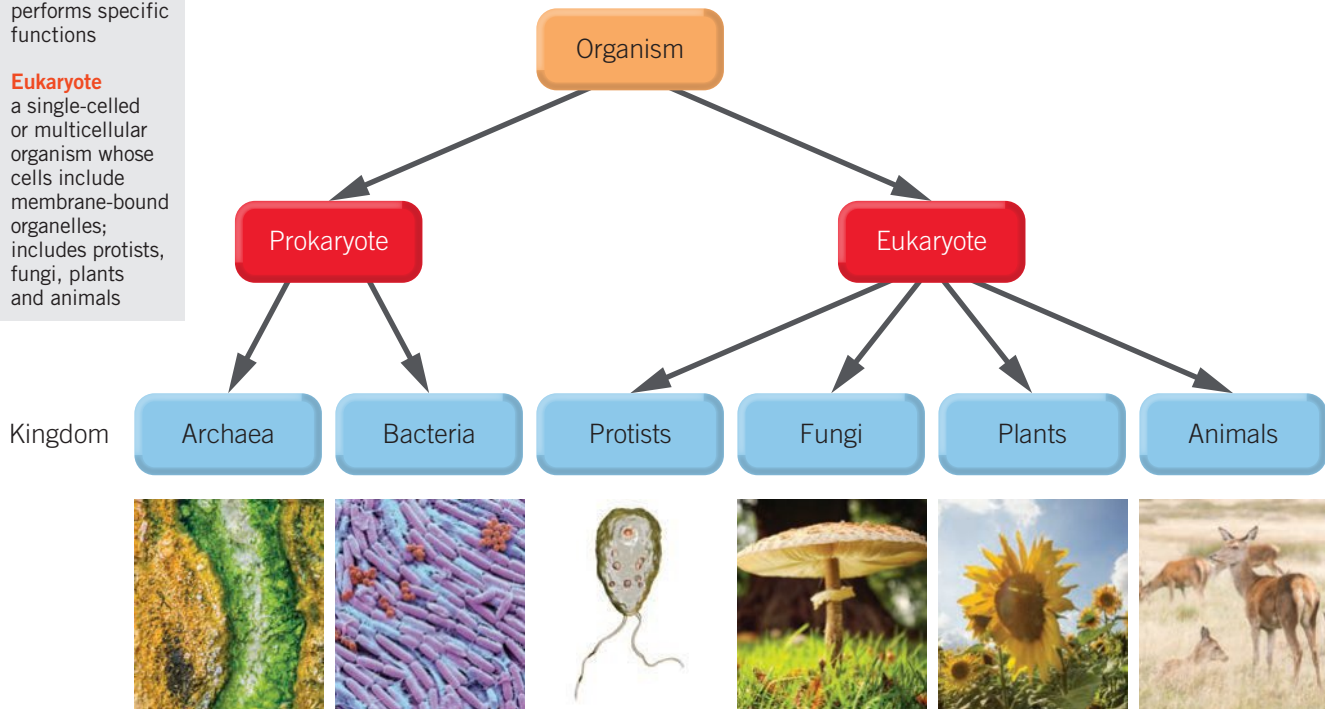 performs specific
functions
Eukaryote
a single-celled
or multicellular
organism whose
cells include
membrane-bound
organelles;
includes protists,
fungi, plants
and animals
Organism
Prokaryote
Eukaryote
Kingdom
Archaea
Bacteria
Protists
Fungi
Plants
Animals